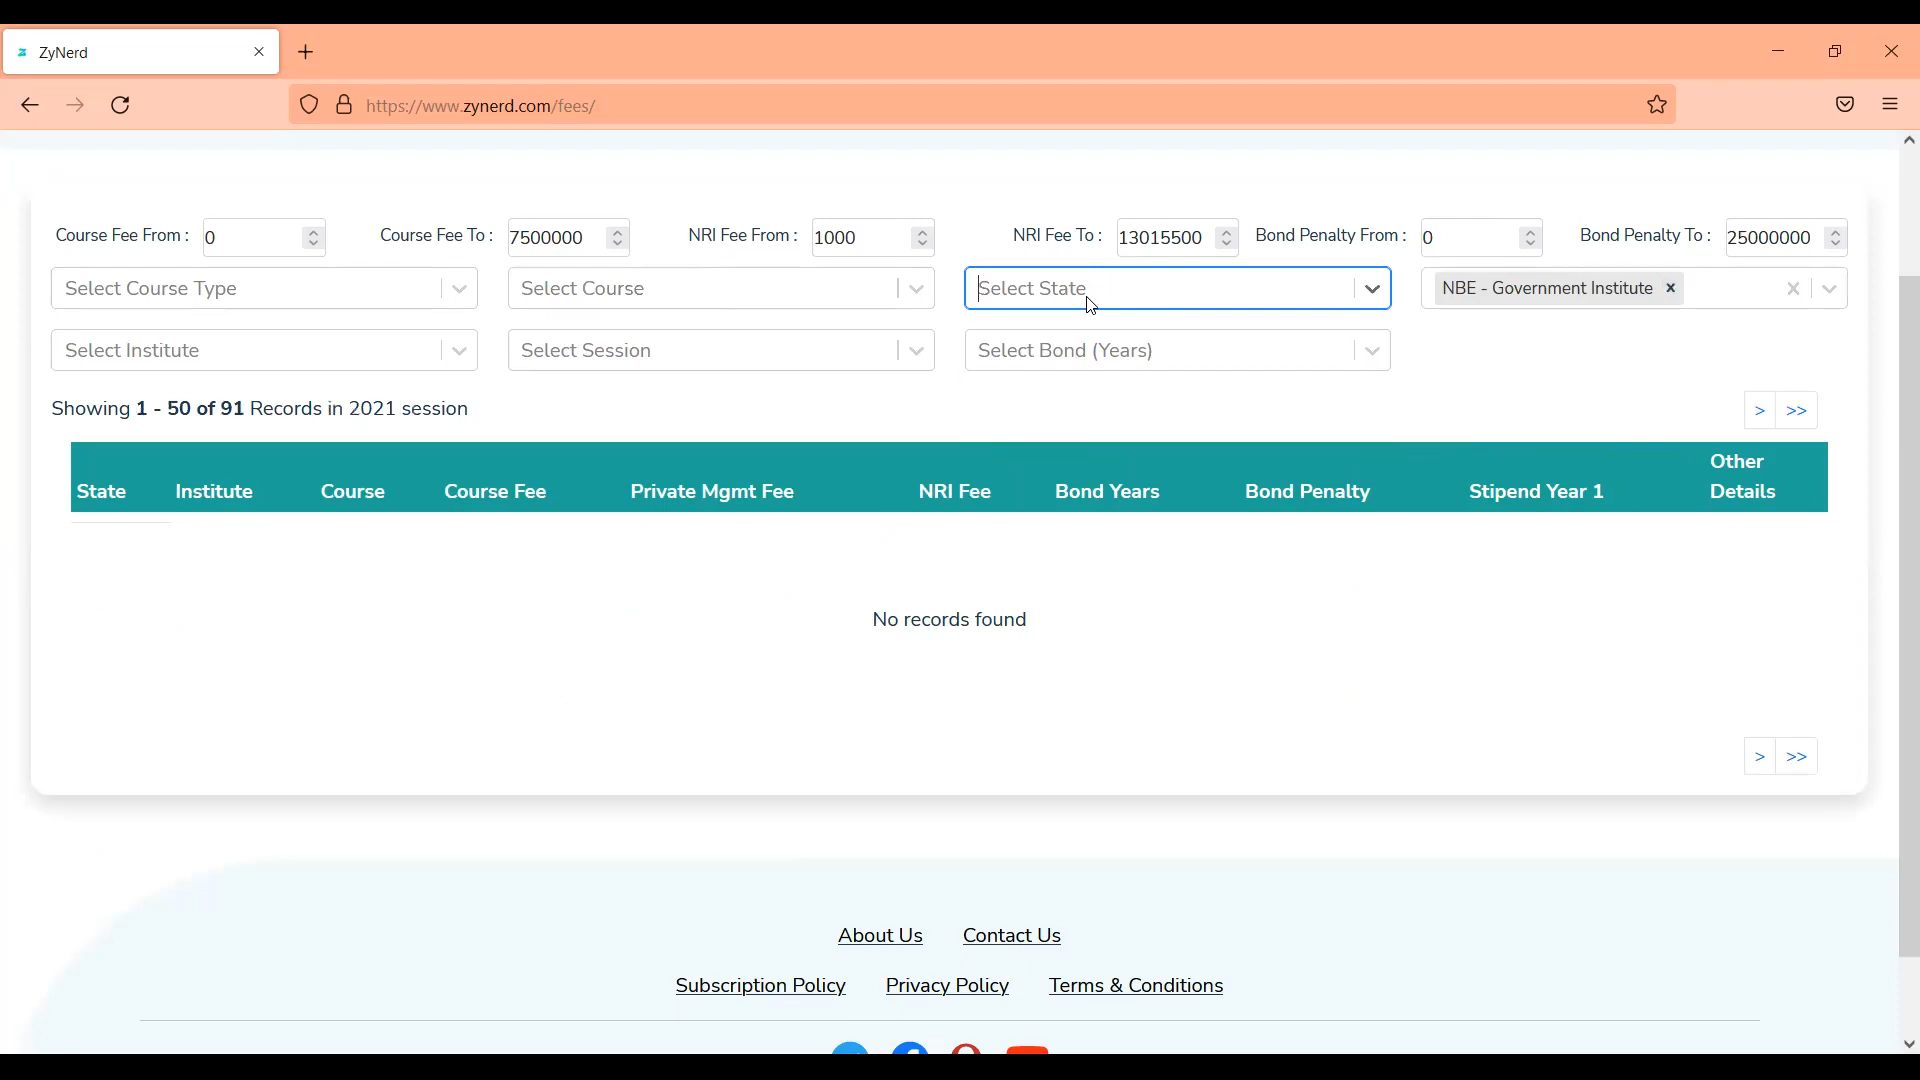 ZyNerd
https://www.zynerd.com/fees/
Course Fee From : 0 Course Fee To : 7500000 NRI Fee From : 1000 NRI Fee To : 13015500 Bond Penalty From : 0 Bond Penalty To : 25000000
Select Course Type Select Course Select State NBE - Government Institute
Select Institute Select Session Select Bond (Years)
Showing 1 - 50 of 91 Records in 2021 session > >>
State Institute Course Course Fee Private Mgmt Fee NRI Fee Bond Years Bond Penalty Stipend Year 1 Other
Details
No records found
> >>
About Us Contact Us
Subscription Policy Privacy Policy Terms & Conditions